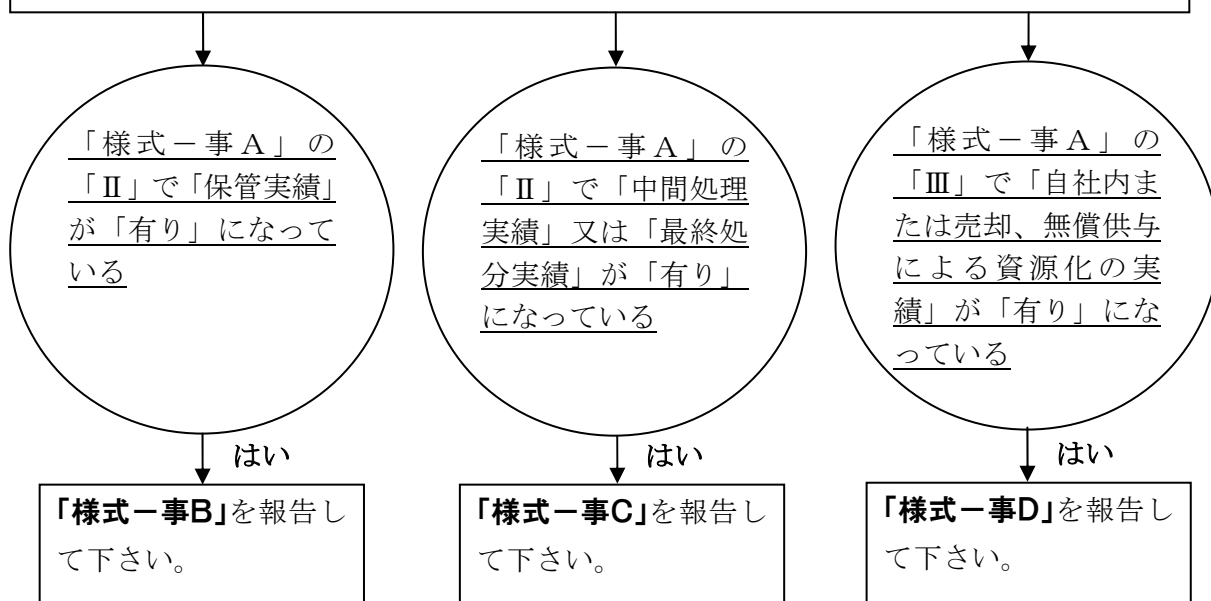 「様式－事Ａ」の
「Ⅱ」で「保管実績」
が「有り」になって
いる
「様式－事Ａ」の
「Ⅱ」で「中間処理
実績」又は「最終処
分実績」が「有り」
になっている
「様式－事Ａ」の
「Ⅲ」で「自社内ま
たは売却、無償供与
による資源化の実
績」が「有り」にな
っている
はい
はい
はい
「様式－事B」を報告し
て下さい。
「様式－事C」を報告し
て下さい。
「様式－事D」を報告し
て下さい。